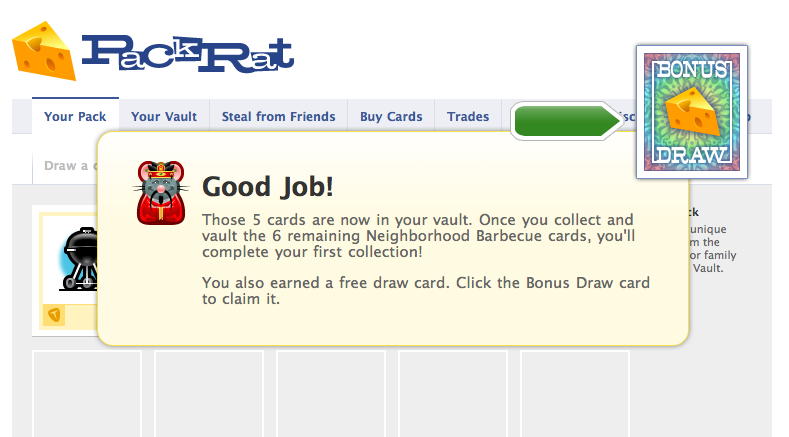 PackRat
BONUS
DRAW
Your Pack
Your Vault
Steal from Friends
Buy Cards
Trades
Draw a
Good Job!
Those 5 cards are now in your vault. Once you collect and
vault the 6 remaining Neighborhood Barbecue cards, you'll
complete your first collection!
You also earned a free draw card. Click the Bonus Draw card
to claim it.
unique
the
or family
Vault.